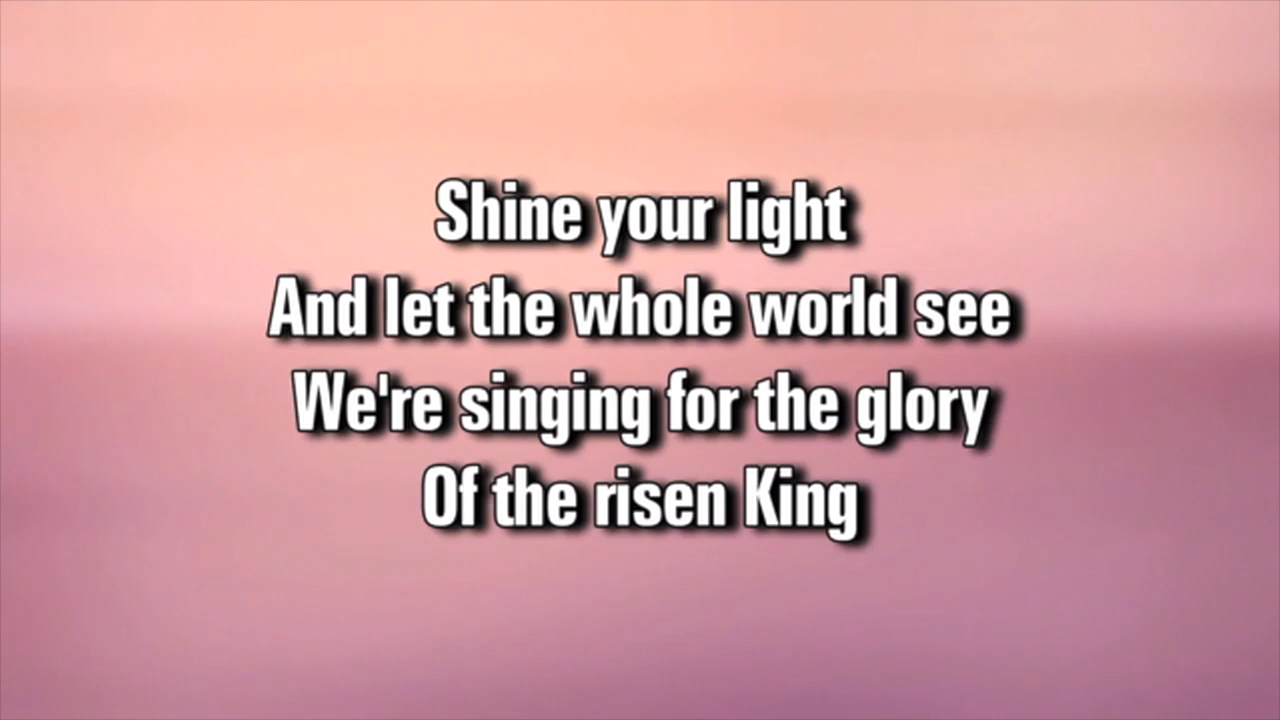 Shine your light
And let the whole world see
We're singing for the glory
Of the risen King